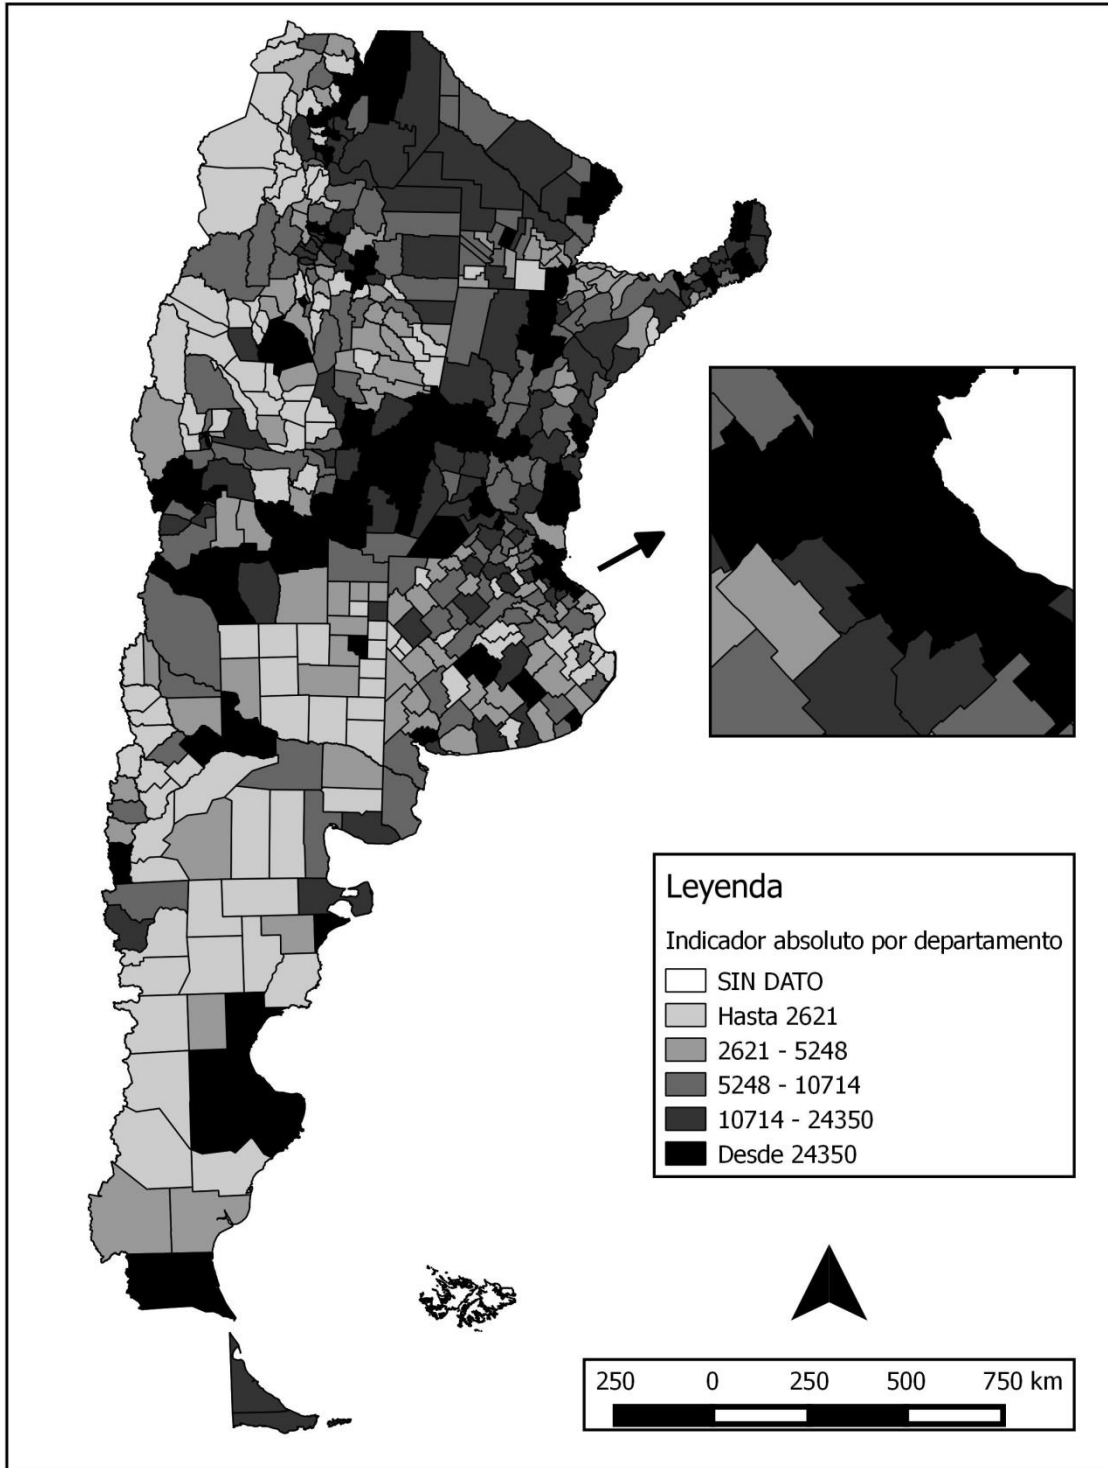 Leyenda
Indicador absoluto por departamento
SIN DATO
Hasta 2621
2621 - 5248
5248 - 10714
10714 - 24350
Desde 24350
250 0 250 500 750 km